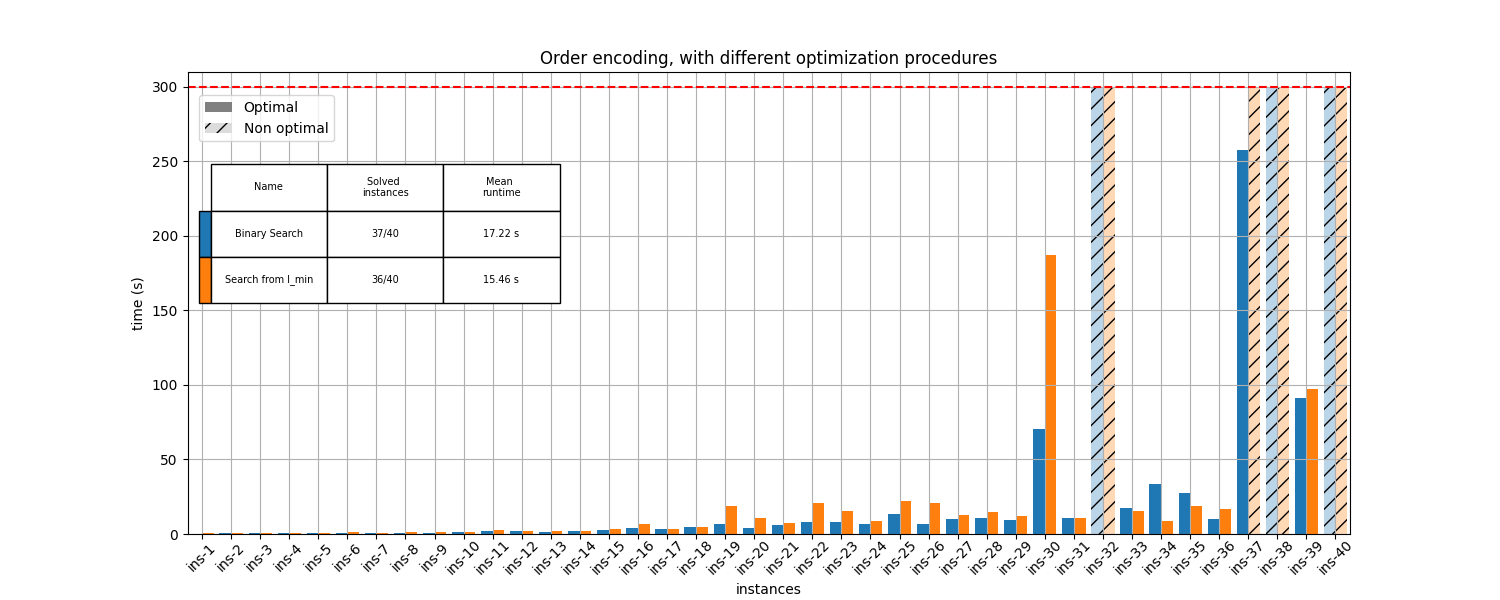 Order encoding, with different optimization procedures
300
250
200
150
100
50
0
time (s)
Optimal
Non optimal
Name Solved instances Mean runtime
Binary Search 37/40 17.22 s
Search from l_min 36/40 15.46 s
ins-1 ins-2 ins-3 ins-4 ins-5 ins-6 ins-7 ins-8 ins-9 ins-10 ins-11 ins-12 ins-13 ins-14 ins-15 ins-16 ins-17 ins-18 ins-19 ins-20 ins-21 ins-22 ins-23 ins-24 ins-25 ins-26 ins-27 ins-28 ins-29 ins-30 ins-31 ins-32 ins-33 ins-34 ins-35 ins-36 ins-37 ins-38 ins-39 ins-40
instances